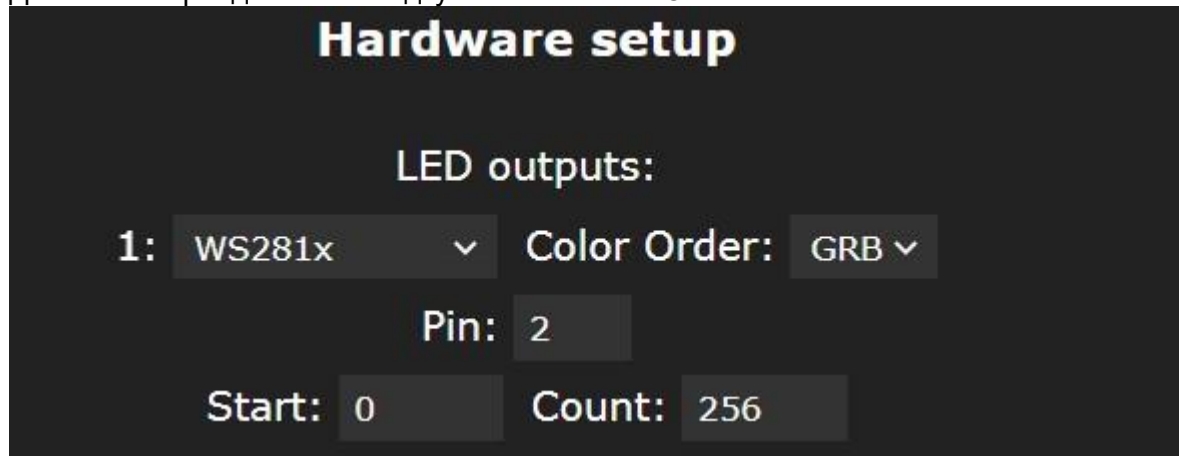 Hardware setup
LED outputs:
1: WS281x Color Order: GRB
Pin: 2
Start: 0 Count: 256